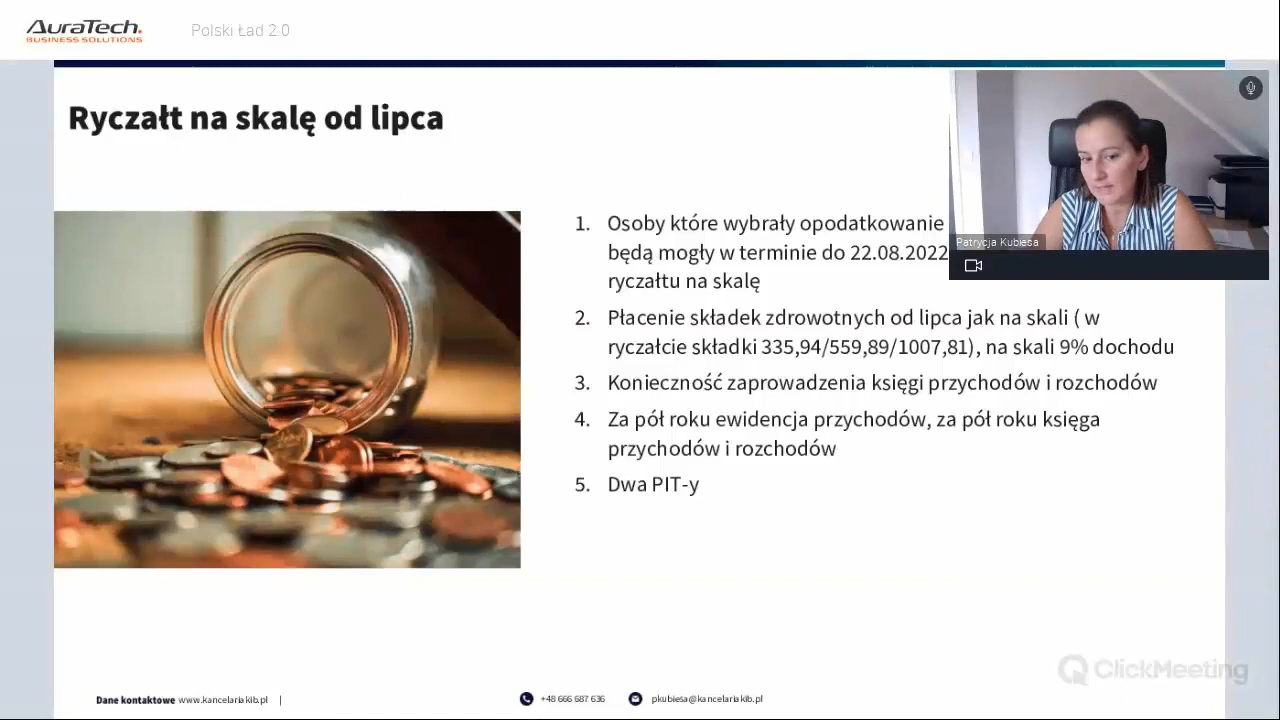 AuraTech.
BUSINESS SOLUTIONS
Polski Ład 2.0
Ryczałt na skalę od lipca
Patrycja Kubiesa
1. Osoby które wybrały opodatkowanie
będą mogły w terminie do 22.08.2022
ryczałtu na skalę
2. Płacenie składek zdrowotnych od lipca jak na skali ( w
ryczałcie składki 335,94/559,89/1007,81), na skali 9% dochodu
3. Konieczność zaprowadzenia księgi przychodów i rozchodów
4. Za pół roku ewidencja przychodów, za pół roku księga
przychodów i rozchodów
5. Dwa PIT-y
ClickMeeting
Dane kontaktowe www.kancelariakib.pl | +48 666 687 636 pkubiesa@kancelariakib.pl